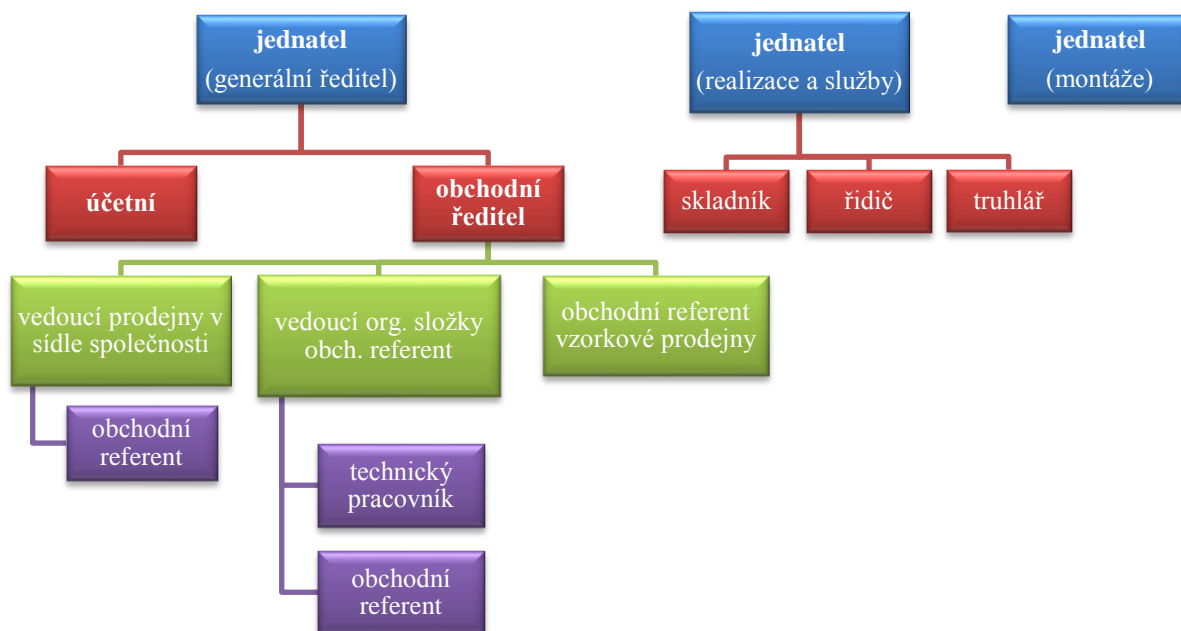 jednatel
(generální ředitel)
jednatel
(realizace a služby)
jednatel
(montáže)
účetní
obchodní
ředitel
skladník
řidič
truhlář
vedoucí prodejny v
sídle společnosti
vedoucí org. složky
obch. referent
obchodní referent
vzorkové prodejny
obchodní
referent
technický
pracovník
obchodní
referent